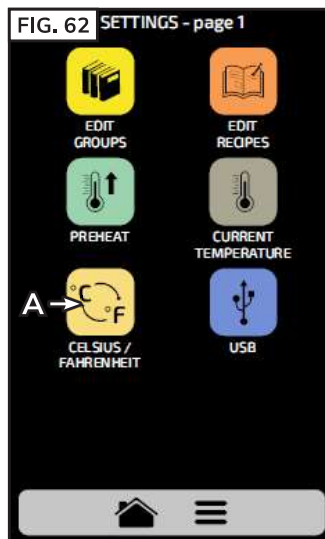 FIG. 62
SETTINGS - page 1
EDIT
GROUPS
EDIT
RECIPES
PREHEAT
CURRENT
TEMPERATURE
A
°C
°F
CELSIUS /
FAHRENHEIT
USB